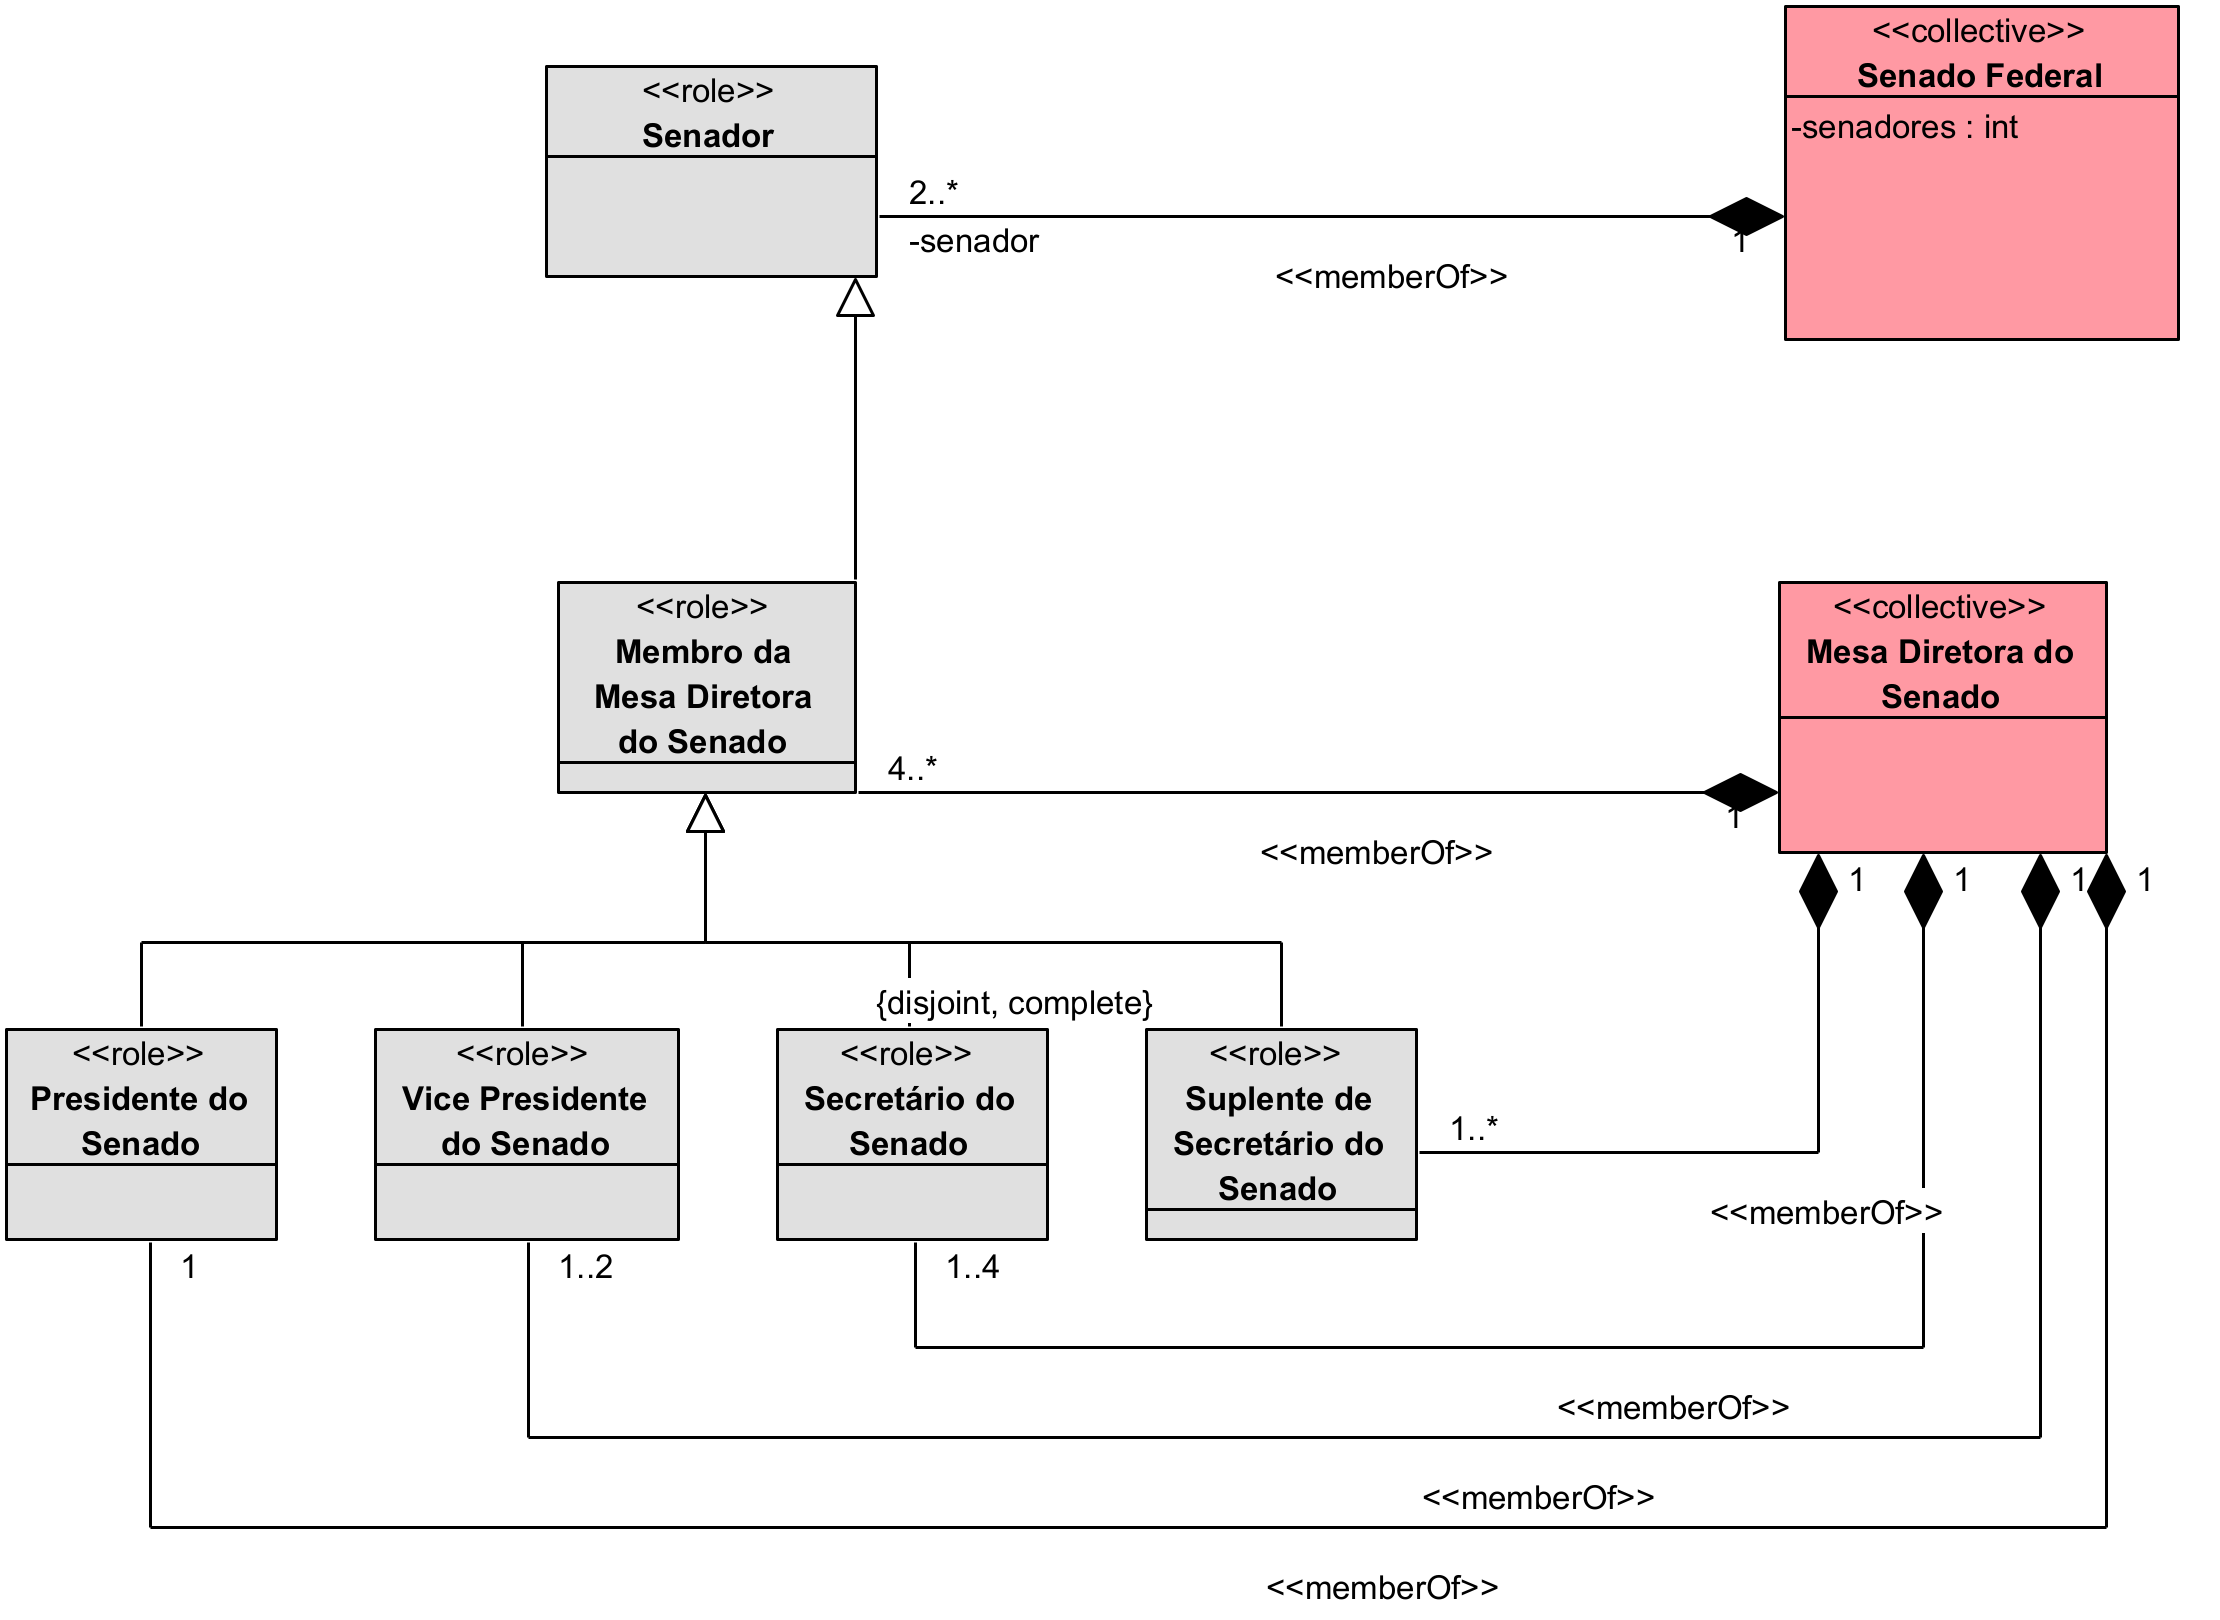 <<collective>>
Senado Federal
-senadores : int
<<role>>
Senador
2..*
-senador
1
<<memberOf>>
<<role>>
Membro da
Mesa Diretora
do Senado
<<collective>>
Mesa Diretora do
Senado
4..*
1
<<memberOf>>
1
1
1
1
{disjoint, complete}
<<role>>
Presidente do
Senado
<<role>>
Vice Presidente
do Senado
<<role>>
Secretário do
Senado
<<role>>
Suplente de
Secretário do
Senado
1..*
<<memberOf>>
1
1..2
1..4
<<memberOf>>
<<memberOf>>
<<memberOf>>